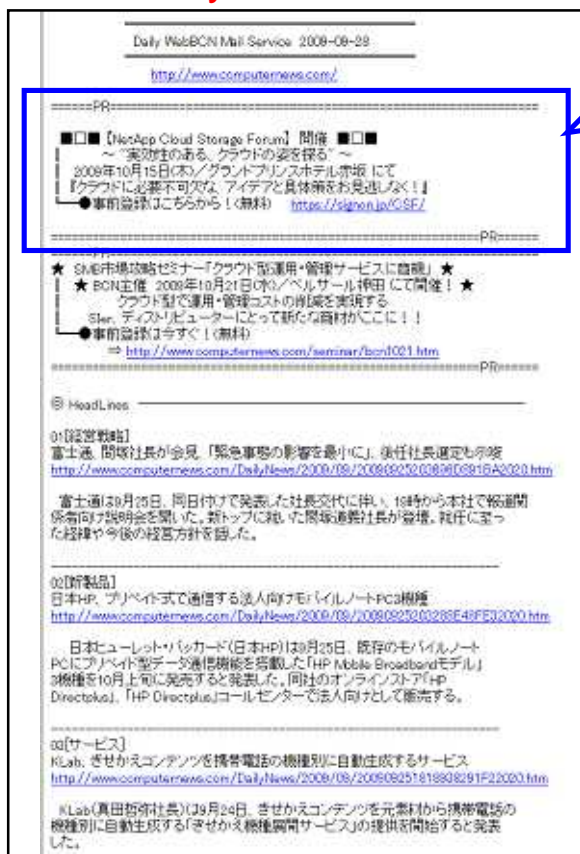 Daily WebBCN Mail Service 2009-09-28
http://www.computernews.com/
======PR======
■□■【NetApp Cloud Storage Forum】 開催 ■□■
～ "実効性のある、クラウドの姿を探る" ～
2009年10月15日(木)／グランドプリンスホテル赤坂 にて
『クラウドに必要不可欠な、アイデアと具体策をお見逃しなく！』
●事前登録はこちらから！(無料) https://signon.jp/CSF/
======PR======
======PR======
★ SMB市場攻略セミナー「クラウド型運用・管理サービスに商機」 ★
★ BCN主催 2009年10月21日(水)／ベルサール神田 にて開催！ ★
クラウド型で運用・管理コストの削減を実現する
SIer、ディストリビューターにとって新たな商材がここに！！
●事前登録は今すぐ！(無料)
⇒ http://www.computernews.com/seminar/bcn1021.htm
======PR======
◎ HeadLines
01[経営戦略]
富士通、間塚社長が会見、「緊急事態の影響を最小に」、後任社長選定も示唆
富士通は9月25日、同日付けで発表した社長交代に伴い、19時から本社で報道関
係者向け説明会を開いた。新トップに就いた間塚道義社長が登壇。就任に至っ
た経緯や今後の経営方針を話した。
02[新製品]
日本HP、プリペイド式で通信する法人向けモバイルノートPC3機種
日本ヒューレット・パッカード(日本HP)は9月25日、既存のモバイルノート
PCにプリペイド型データ通信機能を搭載した「HP Mobile Broadbandモデル」
3機種を10月上旬に発売すると発表した。同社のオンラインストア「HP
Directplus」、「HP Directplus」コールセンターで法人向けとして販売する。
03[サービス]
KLab、きせかえコンテンツを携帯電話の機種別に自動生成するサービス
KLab(真田哲弥社長)は9月24日、きせかえコンテンツを元素材から携帯電話の
機種別に自動生成する「きせかえ機種展開サービス」の提供を開始すると発表
した。